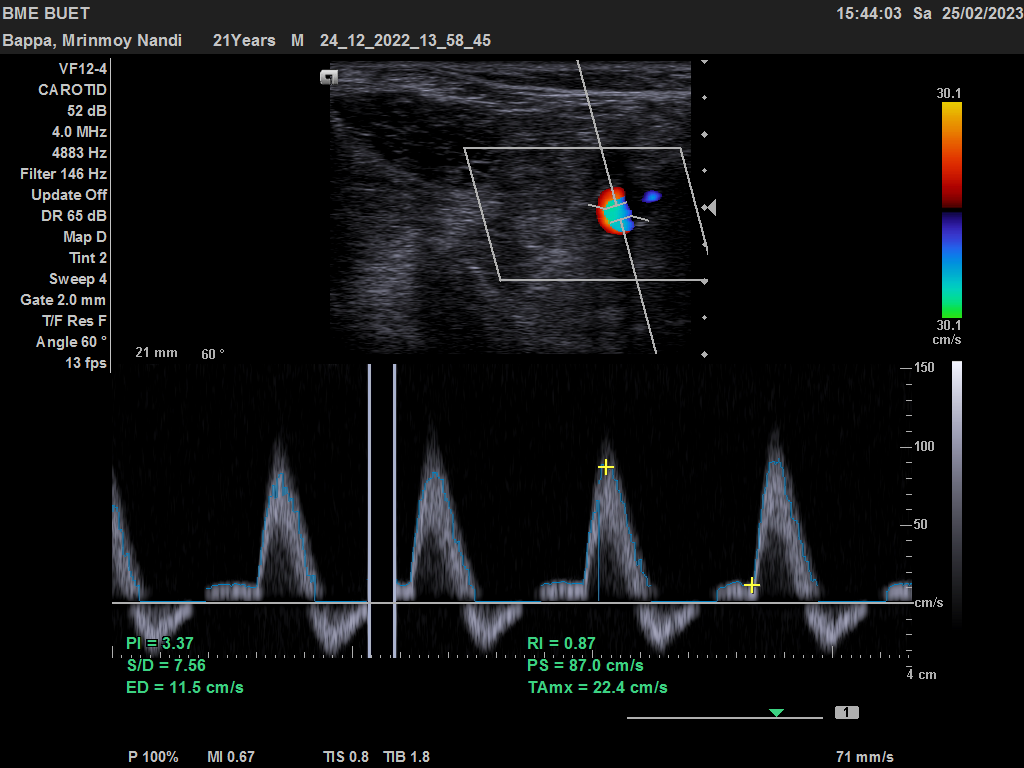 BME BUET 15:44:03 Sa 25/02/2023
Bappa, Mrinmoy Nandi 21Years M 24_12_2022_13_58_45
VF12-4
CAROTID
52 dB
4.0 MHz
4883 Hz
Filter 146 Hz
Update Off
DR 65 dB
Map D
Tint 2
Sweep 4
Gate 2.0 mm
T/F Res F
Angle 60 °
13 fps
21 mm 60 °
30.1
30.1
cm/s
150
100
50
cm/s
4 cm
PI = 3.37
S/D = 7.56
ED = 11.5 cm/s
RI = 0.87
PS = 87.0 cm/s
TAmx = 22.4 cm/s
1
P 100% MI 0.67 TIS 0.8 TIB 1.8 71 mm/s